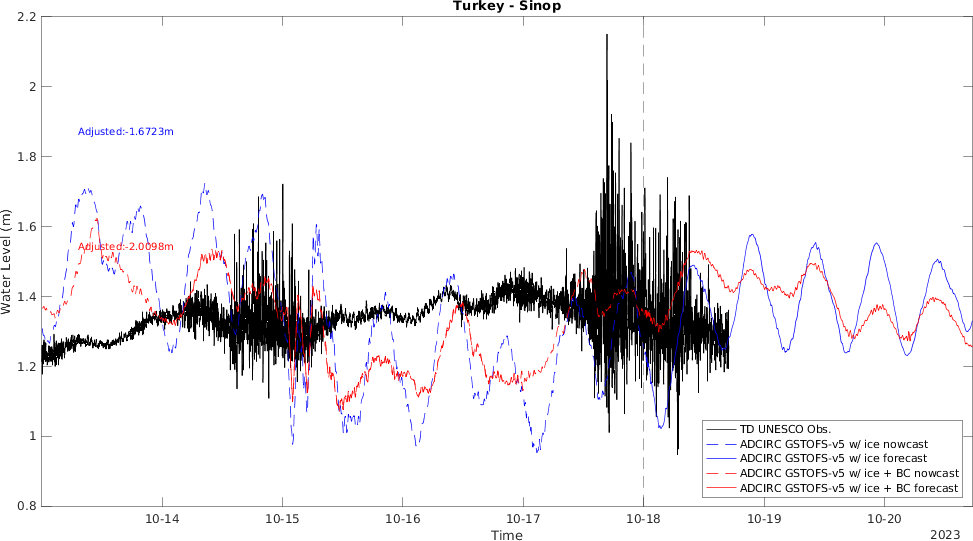 Turkey - Sinop
2.2
2
1.8
1.6
1.4
1.2
1
0.8
Water Level (m)
Adjusted:-1.6723m
Adjusted:-2.0098m
TD UNESCO Obs.
ADCIRC GSTOFS-v5 w/ ice nowcast
ADCIRC GSTOFS-v5 w/ ice forecast
ADCIRC GSTOFS-v5 w/ ice + BC nowcast
ADCIRC GSTOFS-v5 w/ ice + BC forecast
10-14 10-15 10-16 10-17 10-18 10-19 10-20
Time
2023